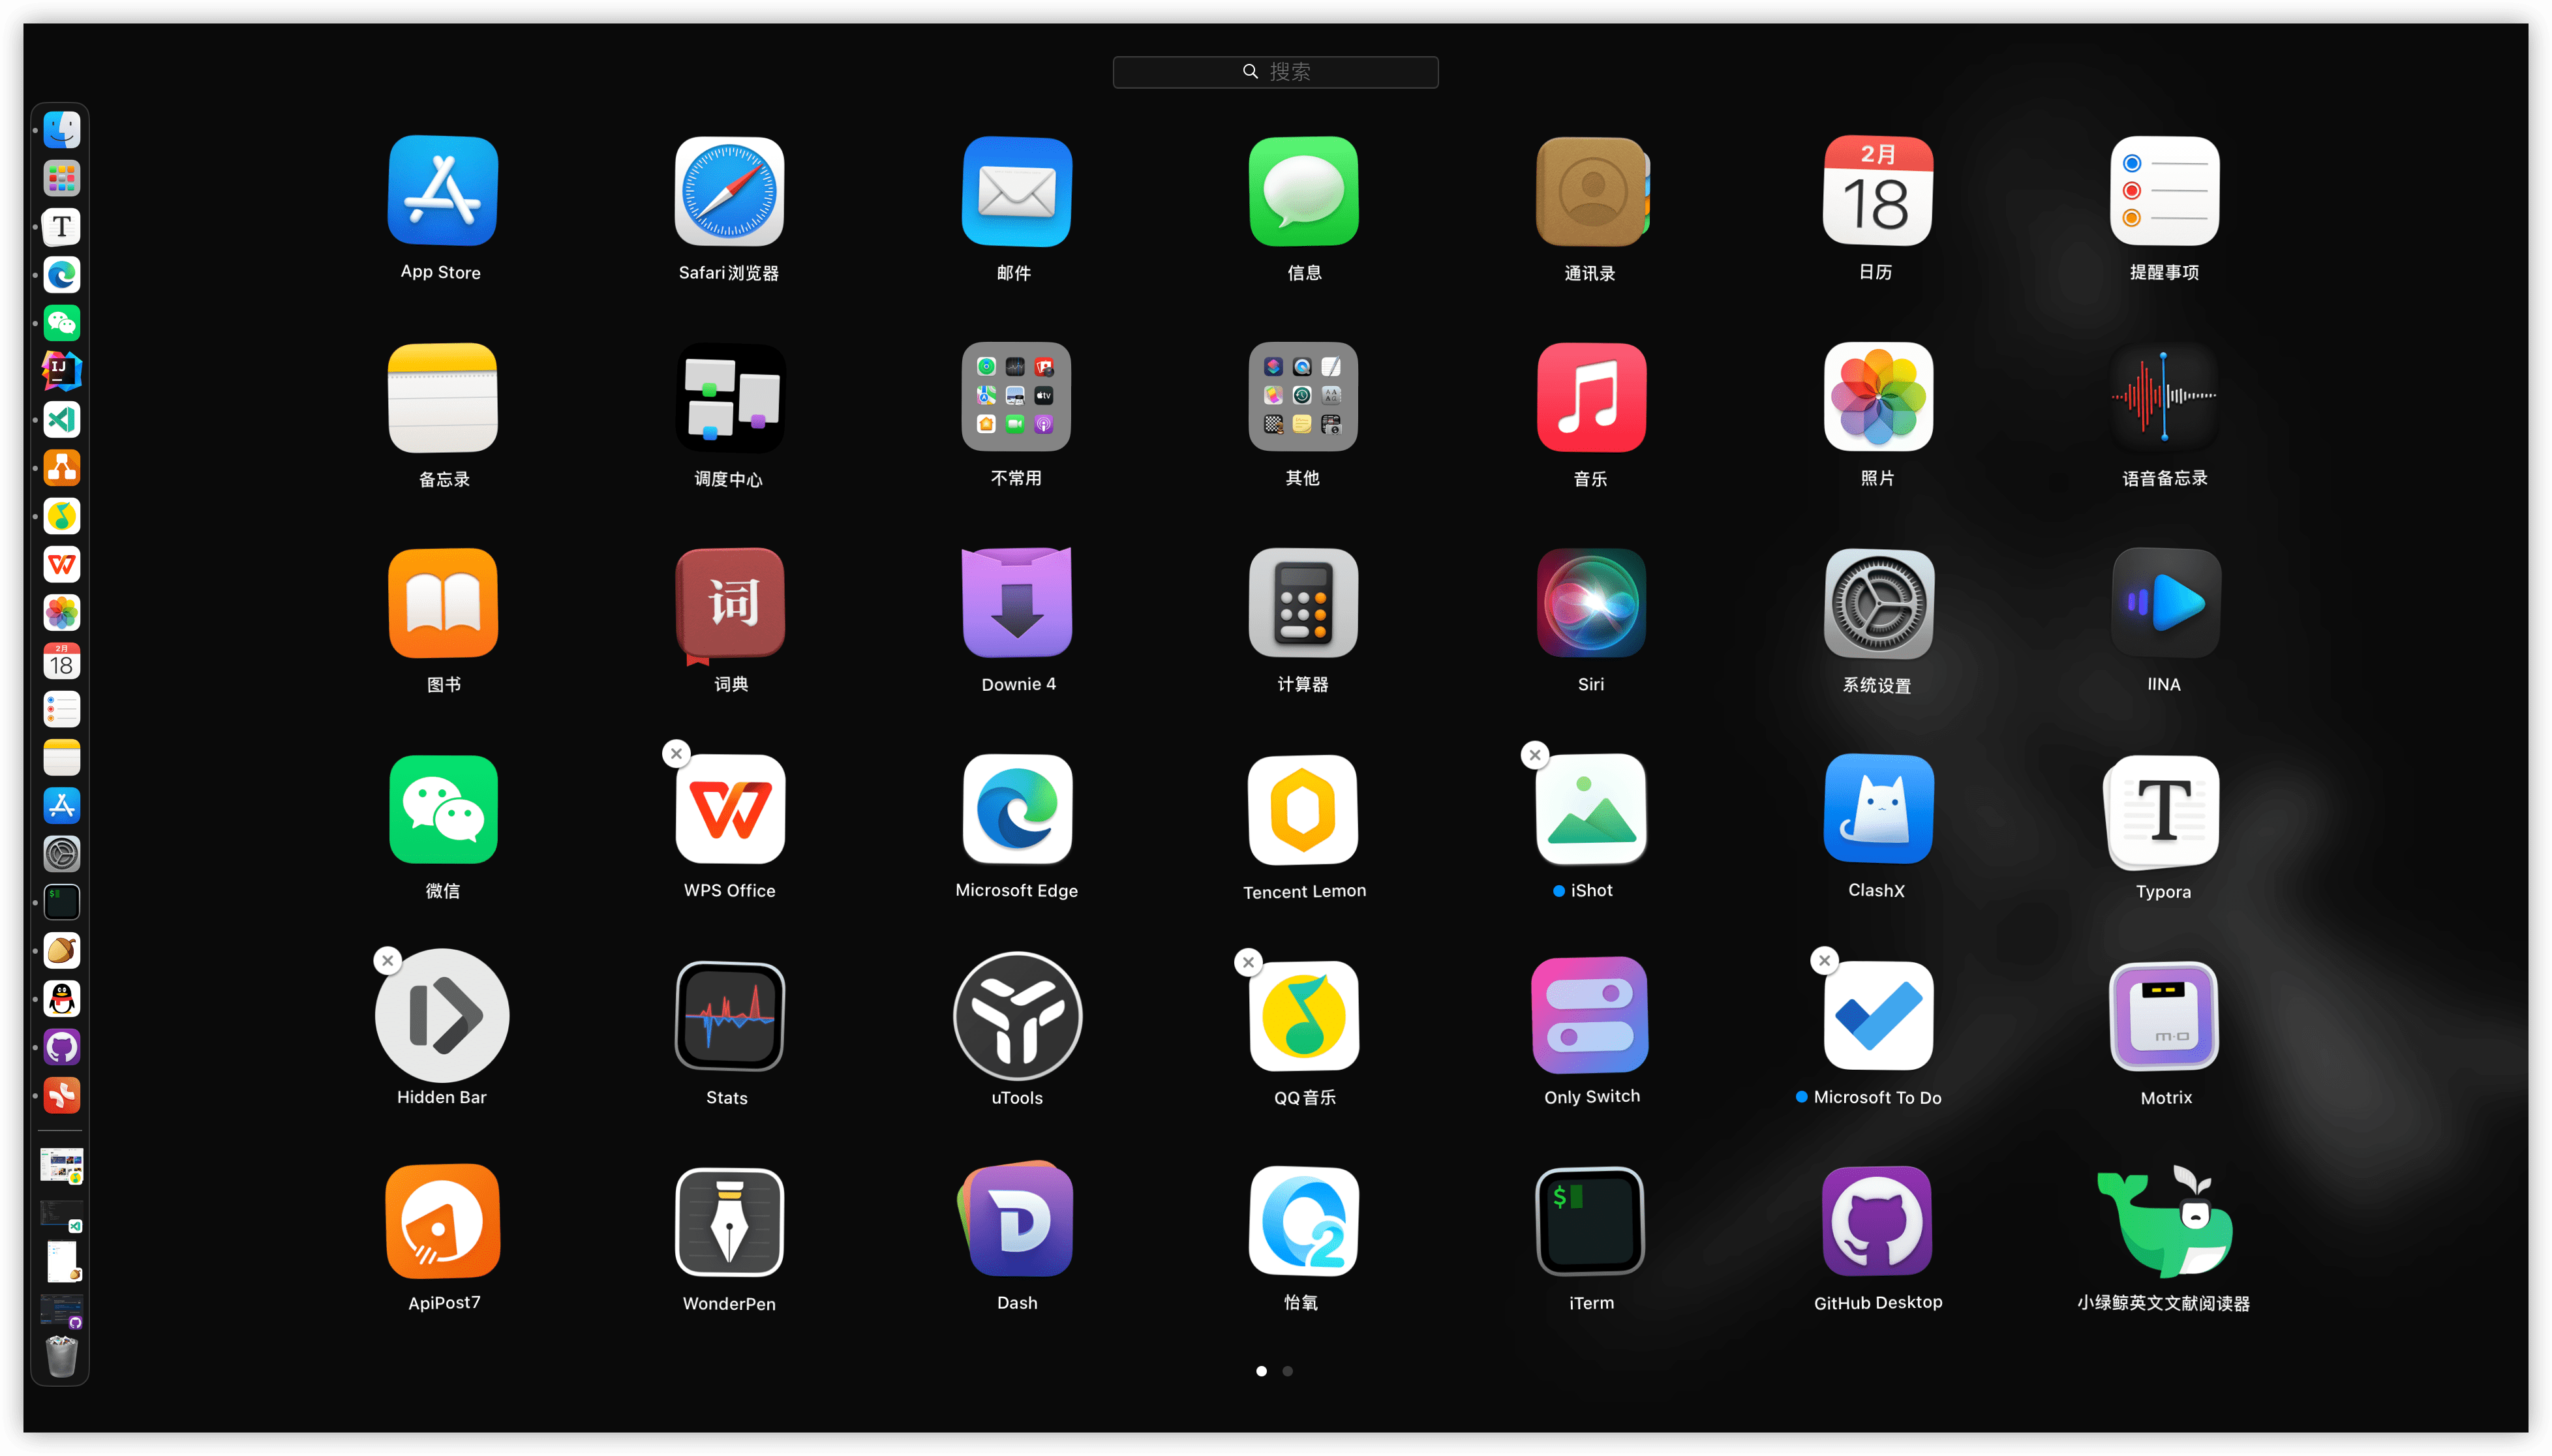 搜索
App Store
Safari浏览器
邮件
信息
通讯录
2月
18
日历
提醒事项
备忘录
调度中心
不常用
其他
音乐
照片
语音备忘录
图书
词
词典
Downie 4
计算器
Siri
系统设置
IINA
微信
WPS Office
Microsoft Edge
Tencent Lemon
iShot
ClashX
T
Typora
Hidden Bar
Stats
uTools
QQ音乐
Only Switch
Microsoft To Do
Motrix
ApiPost7
WonderPen
D
Dash
O2
怡氧
$
iTerm
GitHub Desktop
小绿鲸英文文献阅读器
T
IJ
2月
18
$